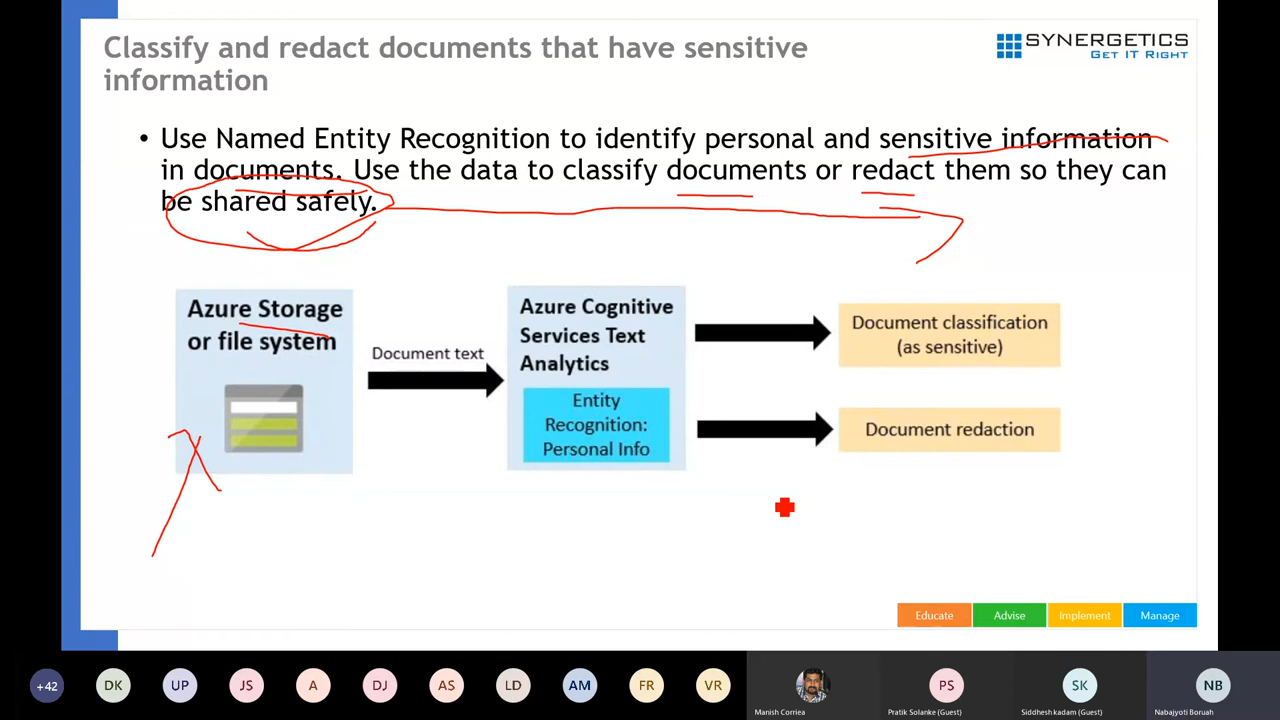 Classify and redact documents that have sensitive
information
SYNERGETICS
GET IT RIGHT
• Use Named Entity Recognition to identify personal and sensitive information
in documents. Use the data to classify documents or redact them so they can
be shared safely.
Azure Storage
or file system
Document text
Azure Cognitive
Services Text
Analytics
Entity
Recognition:
Personal Info
Document classification
(as sensitive)
Document redaction
Educate
Advise
Implement
Manage
+42
DK
UP
JS
A
DJ
AS
LD
AM
FR
VR
Manish Correia
PS
Pratik Solanke (Guest)
SK
Siddhesh kadam (Guest)
NB
Nabajyoti Boruah